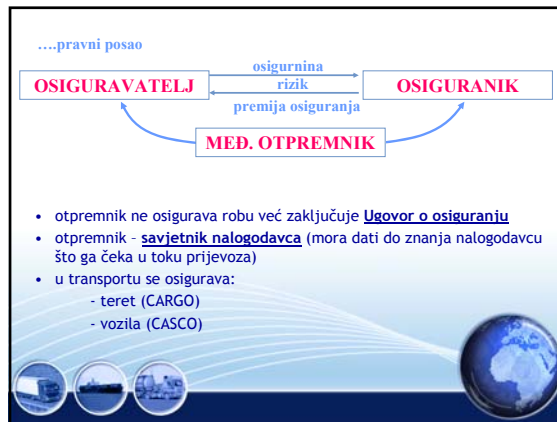 ....pravni posao
osigurnina
OSIGURAVATELJ
rizik
OSIGURANIK
premija osiguranja
MEĐ. OTPREMNIK
• otpremnik ne osigurava robu već zaključuje Ugovor o osiguranju
• otpremnik – savjetnik nalogodavca (mora dati do znanja nalogodavcu
što ga čeka u toku prijevoza)
• u transportu se osigurava:
- teret (CARGO)
- vozila (CASCO)